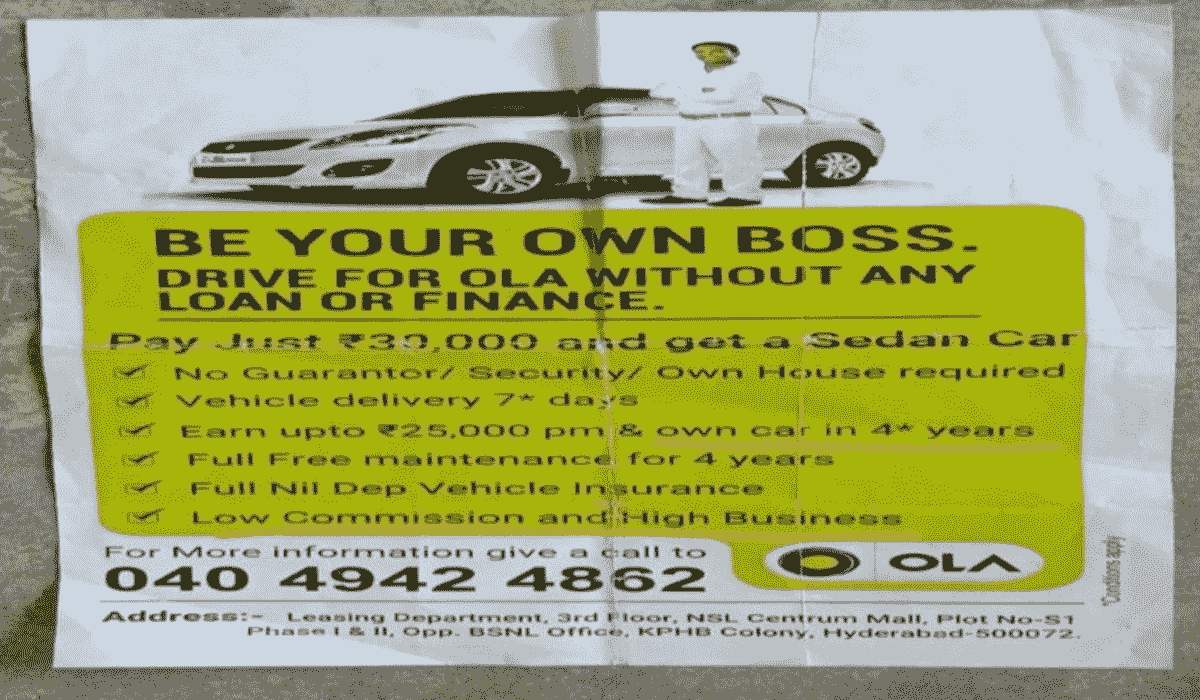 BE YOUR OWN BOSS.
DRIVE FOR OLA WITHOUT ANY
LOAN OR FINANCE.
Pay Just ₹30,000 and get a Sedan Car
No Guarantor/ Security/ Own House required
Vehicle delivery 7* days
Earn upto ₹25,000 pm & own car in 4* years
Full Free maintenance for 4 years
Full Nil Dep Vehicle Insurance
Low Commission and High Business
For More information give a call to
040 4942 4862
OLA
*Conditions apply
Address:- Leasing Department, 3rd Floor, NSL Centrum Mall, Plot No-S1
Phase I & II, Opp. BSNL Office, KPHB Colony, Hyderabad-500072.